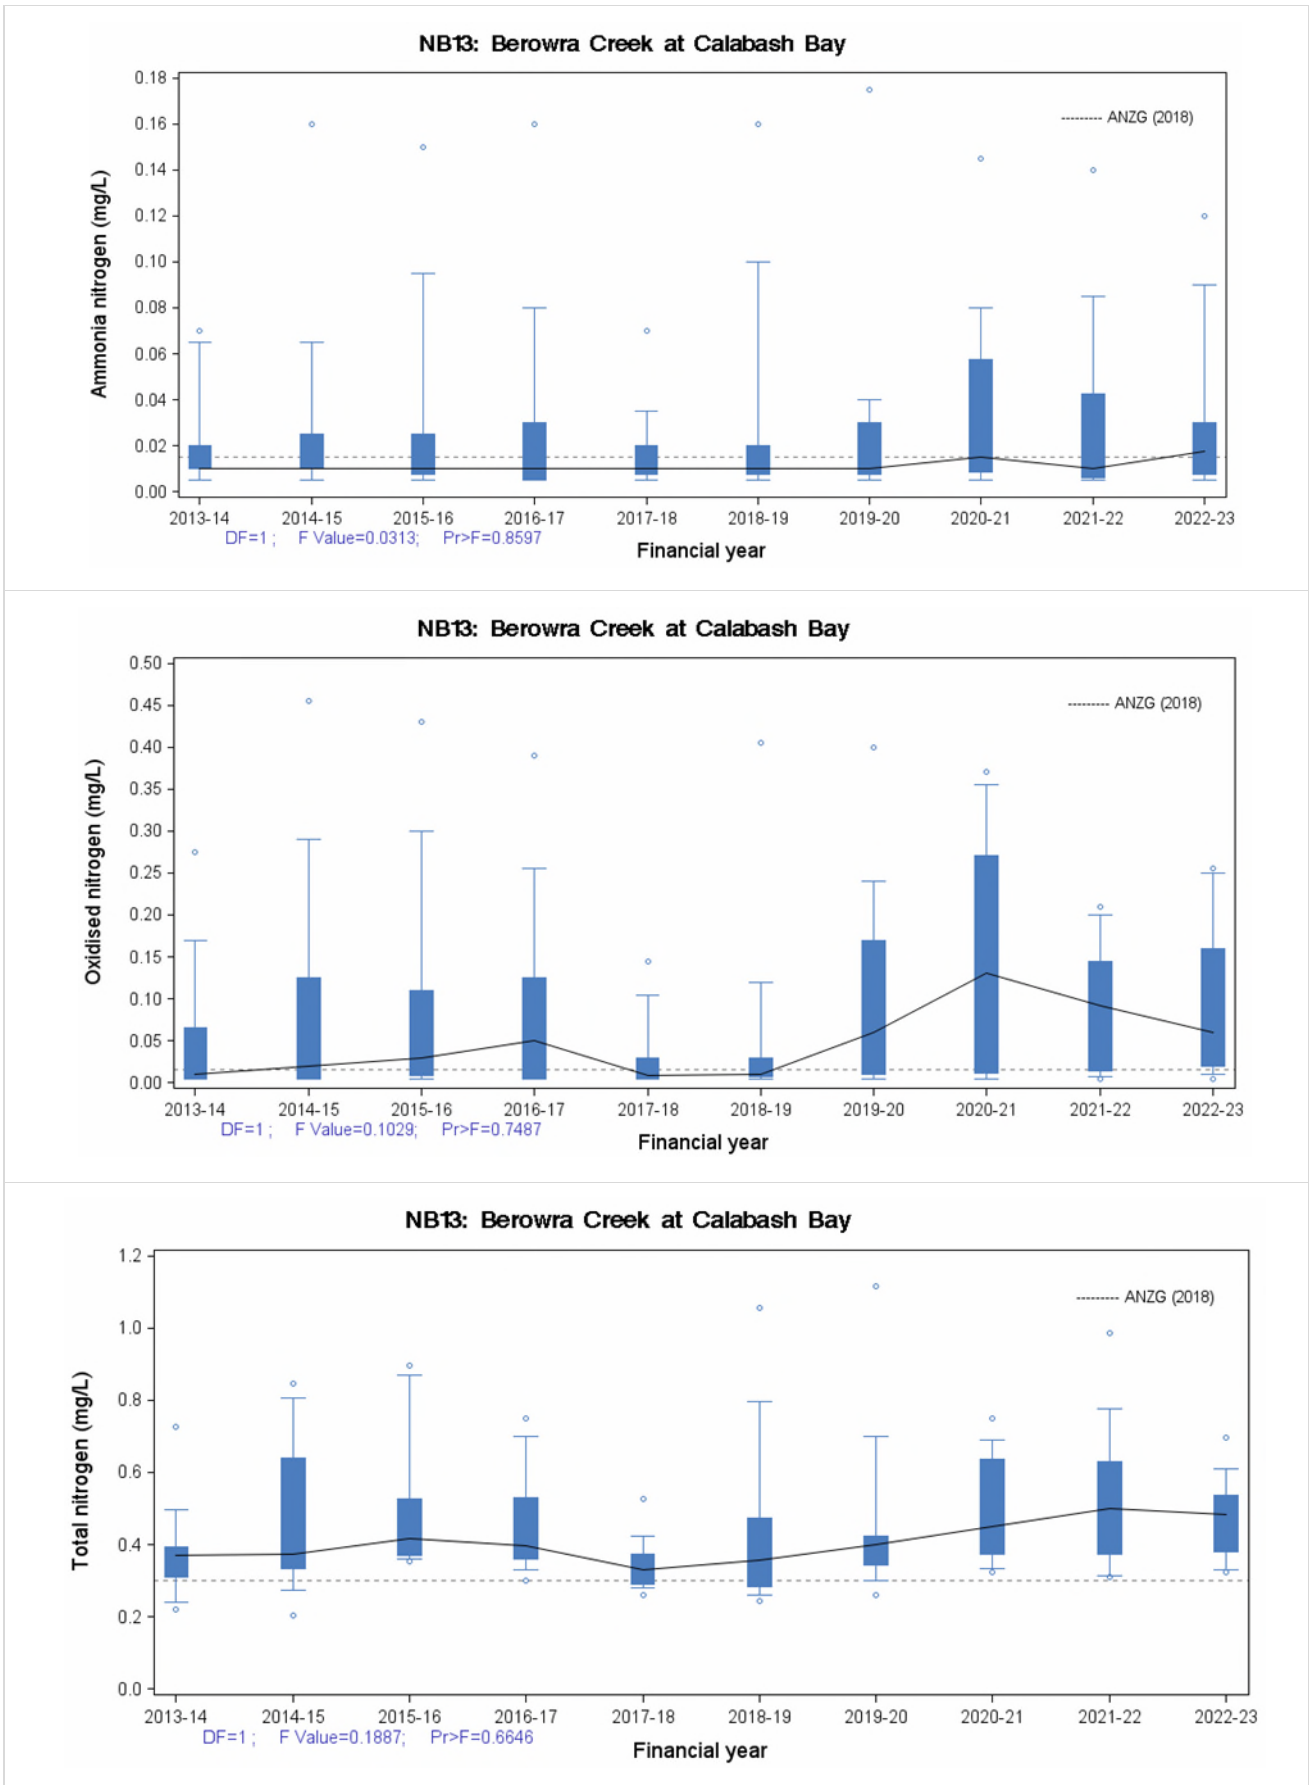 NB13: Berowra Creek at Calabash Bay
0.18
0.16
0.14
0.12
0.10
0.08
0.06
0.04
0.02
0.00
Ammonia nitrogen (mg/L)
-------- ANZG (2018)
2013-14 2014-15 2015-16 2016-17 2017-18 2018-19 2019-20 2020-21 2021-22 2022-23
DF=1 ; F Value=0.0313; Pr>F=0.8597
Financial year
NB13: Berowra Creek at Calabash Bay
0.50
0.45
0.40
0.35
0.30
0.25
0.20
0.15
0.10
0.05
0.00
Oxidised nitrogen (mg/L)
-------- ANZG (2018)
2013-14 2014-15 2015-16 2016-17 2017-18 2018-19 2019-20 2020-21 2021-22 2022-23
DF=1 ; F Value=0.1029; Pr>F=0.7487
Financial year
NB13: Berowra Creek at Calabash Bay
1.2
1.0
0.8
0.6
0.4
0.2
0.0
Total nitrogen (mg/L)
-------- ANZG (2018)
2013-14 2014-15 2015-16 2016-17 2017-18 2018-19 2019-20 2020-21 2021-22 2022-23
DF=1 ; F Value=0.1887; Pr>F=0.6646
Financial year